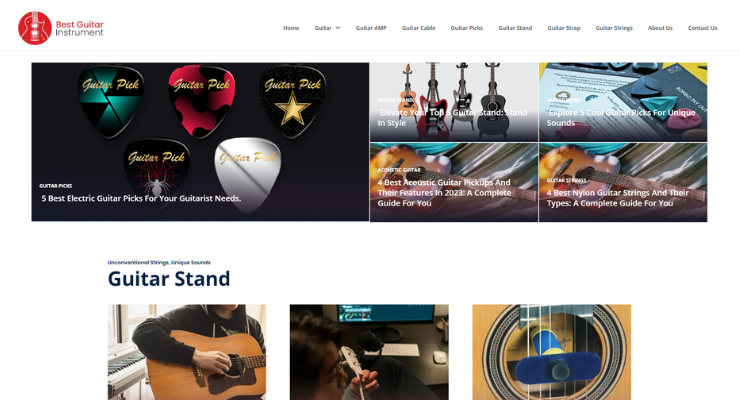 Best Guitar
Instrument
Home
Guitar
Guitar AMP
Guitar Cable
Guitar Picks
Guitar Stand
Guitar Strap
Guitar Strings
About Us
Contact Us
Guitar Pick
Guitar Pick
Guitar Pick
Guitar Pick
Guitar Pick
GUITAR PICKS
5 Best Electric Guitar Picks For Your Guitarist Needs.
GUITAR STAND
Elevate Your Top 5 Guitar Stand: Stand
In Style
Explore 5 Cool Guitar Picks For Unique
Sounds
ACOUSTIC GUITAR
4 Best Acoustic Guitar Pickups And
Their Features In 2023: A Complete
Guide For You
GUITAR STRINGS
4 Best Nylon Guitar Strings And Their
Types: A Complete Guide For You
Unconventional Strings, Unique Sounds
Guitar Stand